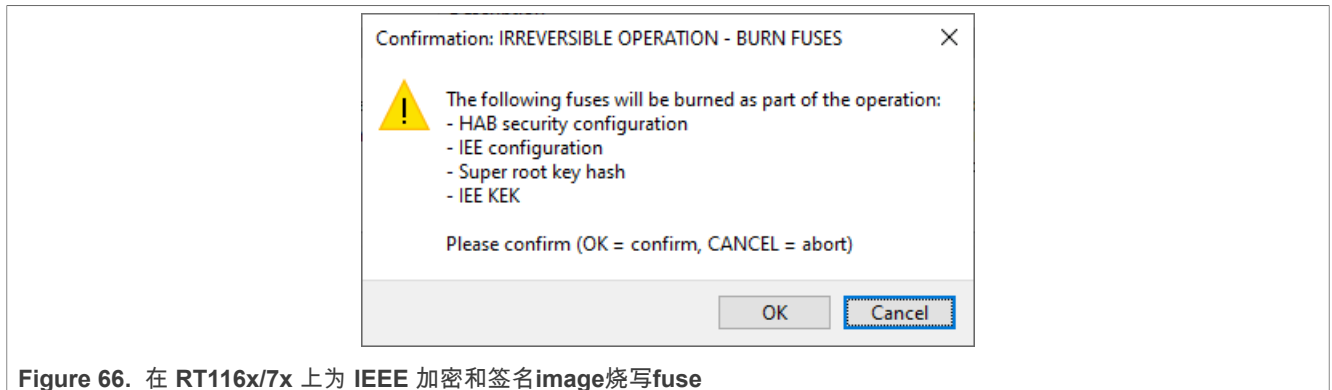 Confirmation: IRREVERSIBLE OPERATION - BURN FUSES
The following fuses will be burned as part of the operation:
- HAB security configuration
- IEE configuration
- Super root key hash
- IEE KEK
Please confirm (OK = confirm, CANCEL = abort)
OK Cancel
Figure 66. 在 RT116x/7x 上为 IEEE 加密和签名image烧写fuse